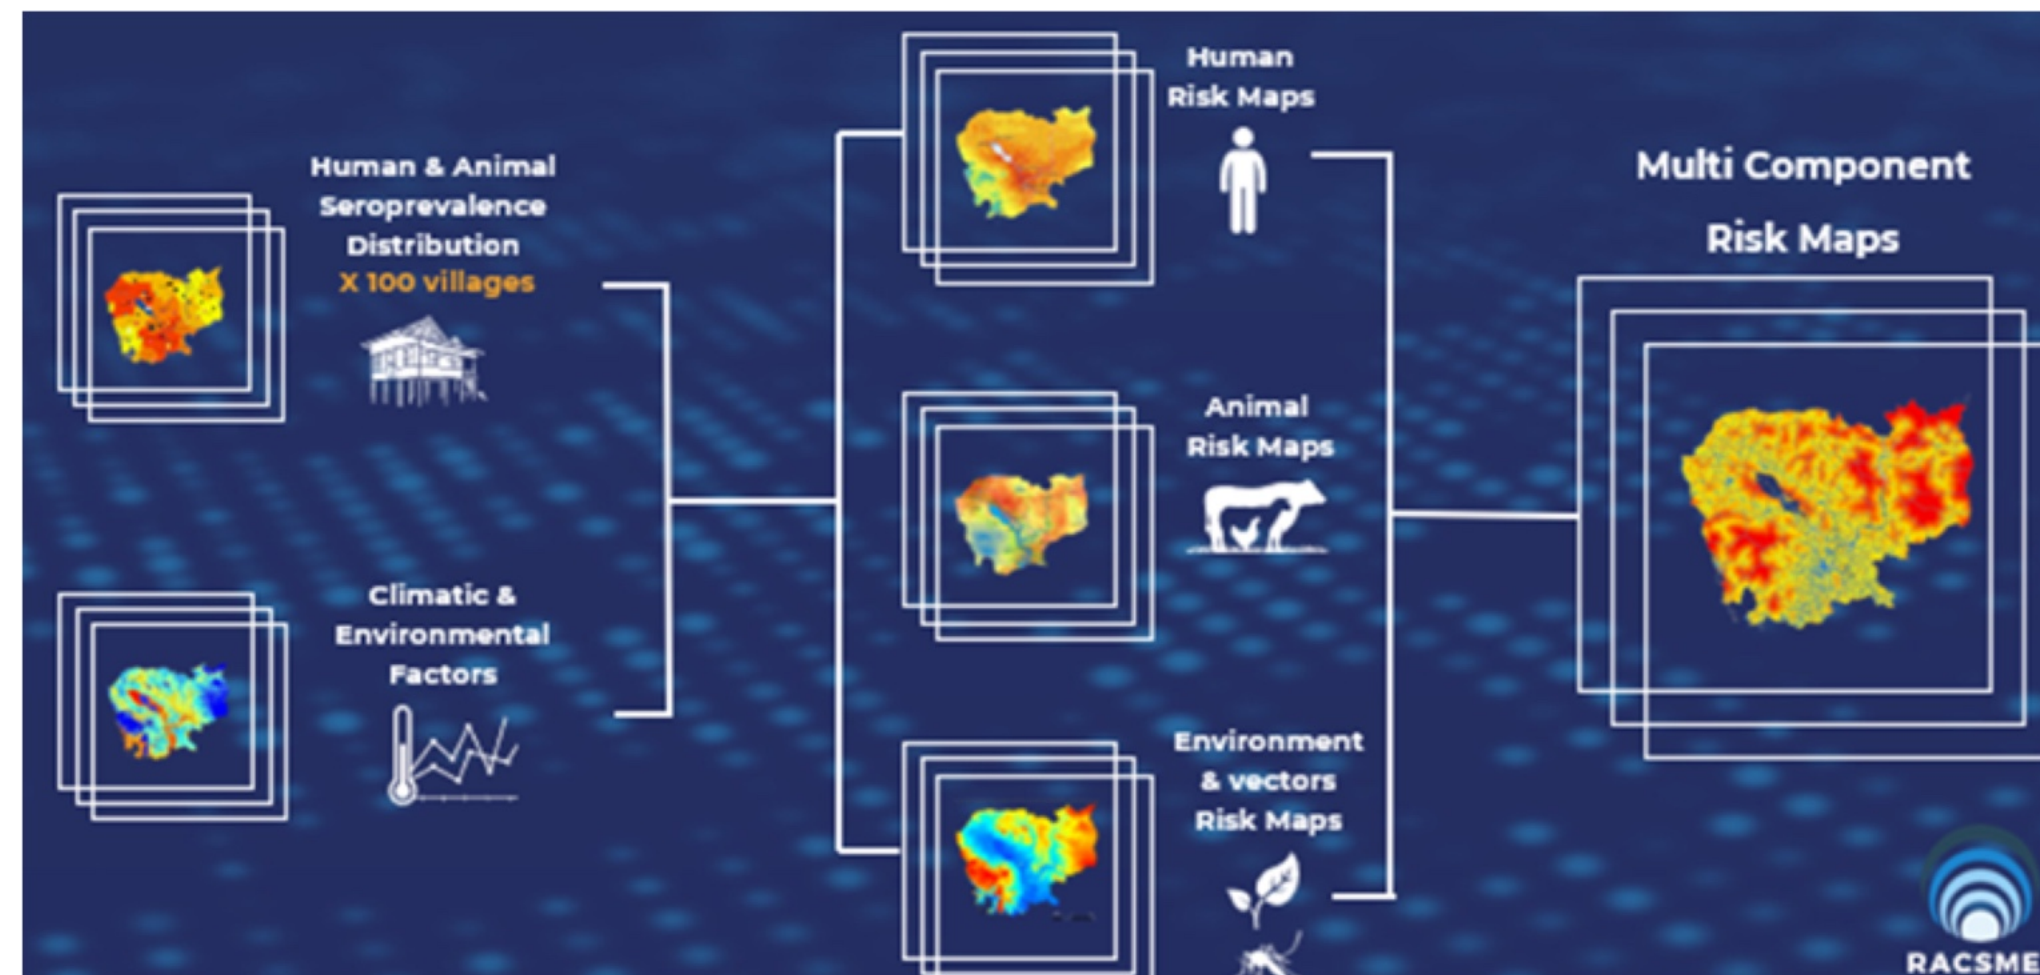 Human & Animal
Seroprevalence
Distribution
X 100 villages
Climatic &
Environmental
Factors
Human
Risk Maps
Animal
Risk Maps
Environment
& vectors
Risk Maps
Multi Component
Risk Maps
RACSME